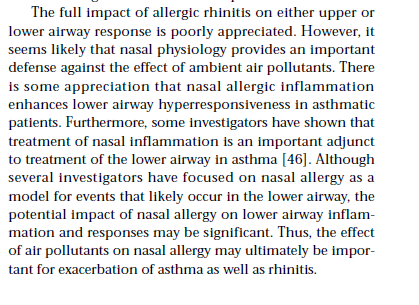 The full impact of allergic rhinitis on either upper or
lower airway response is poorly appreciated. However, it
seems likely that nasal physiology provides an important
defense against the effect of ambient air pollutants. There
is some appreciation that nasal allergic inflammation
enhances lower airway hyperresponsiveness in asthmatic
patients. Furthermore, some investigators have shown that
treatment of nasal inflammation is an important adjunct
to treatment of the lower airway in asthma [46]. Although
several investigators have focused on nasal allergy as a
model for events that likely occur in the lower airway, the
potential impact of nasal allergy on lower airway inflam-
mation and responses may be significant. Thus, the effect
of air pollutants on nasal allergy may ultimately be impor-
tant for exacerbation of asthma as well as rhinitis.